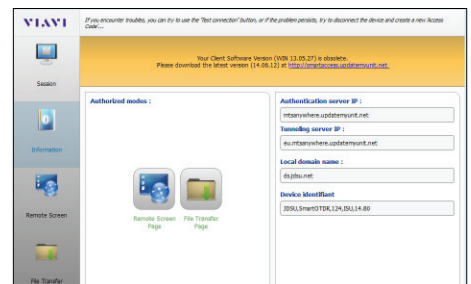 VIAVI
If you encounter troubles, you can try to use the 'Test connection' button, or if the problem persists, try to disconnect the device and create a new 'Access
Code'...
Your Client Software Version (WIN 13.05.27) is obsolete.
Please download the latest version (14.06.12) at http://smartaccess.updatemyunit.net.
Session
Information
Remote Screen
File Transfer
Authorized modes :
Remote Screen
Page
File Transfer
Page
Authentication server IP :
mtsanywhere.updatemyunit.net
Tunneling server IP :
eu.mtsanywhere.updatemyunit.net
Local domain name :
ds.jdsu.net
Device identifiant
JDSU,SmartOTDR,124,ISU,14.80